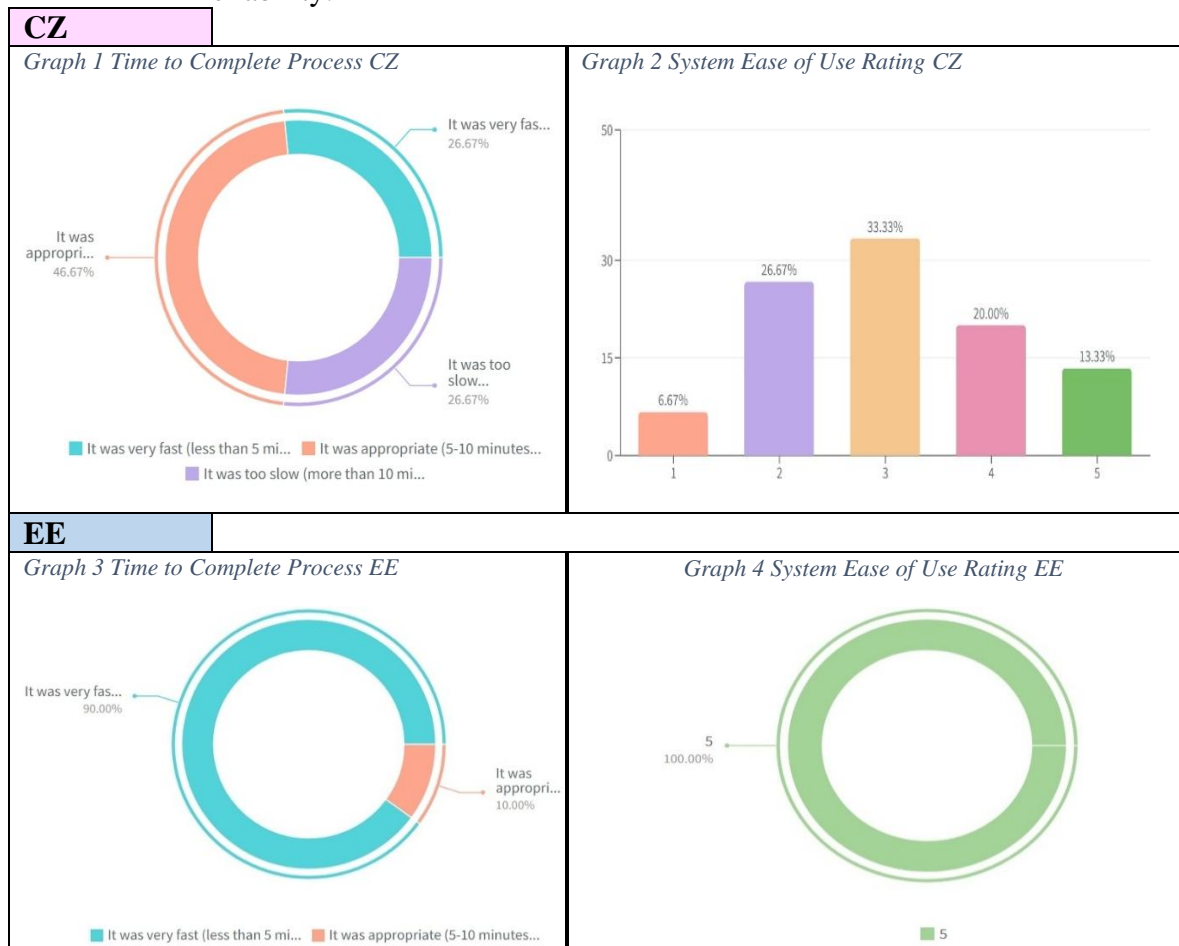 CZ
Graph 1 Time to Complete Process CZ
It was very fas...
26.67%
It was
appropri...
46.67%
It was too
slow...
26.67%
It was very fast (less than 5 mi...
It was appropriate (5-10 minutes...
It was too slow (more than 10 mi...
Graph 2 System Ease of Use Rating CZ
50
30
15
0
6.67%
26.67%
33.33%
20.00%
13.33%
1
2
3
4
5
EE
Graph 3 Time to Complete Process EE
It was very fas...
90.00%
It was
appropri...
10.00%
It was very fast (less than 5 mi...
It was appropriate (5-10 minutes...
Graph 4 System Ease of Use Rating EE
5
100.00%
5